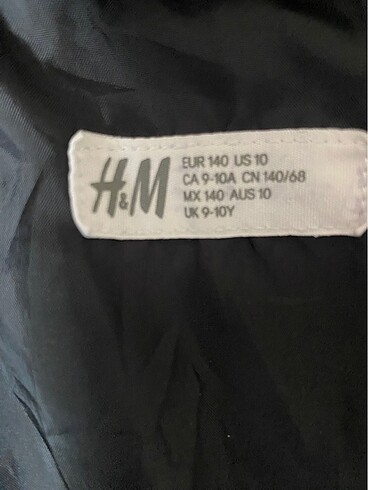 H&M
EUR 140 US 10
CA 9-10A CN 140/68
MX 140 AUS 10
UK 9-10Y